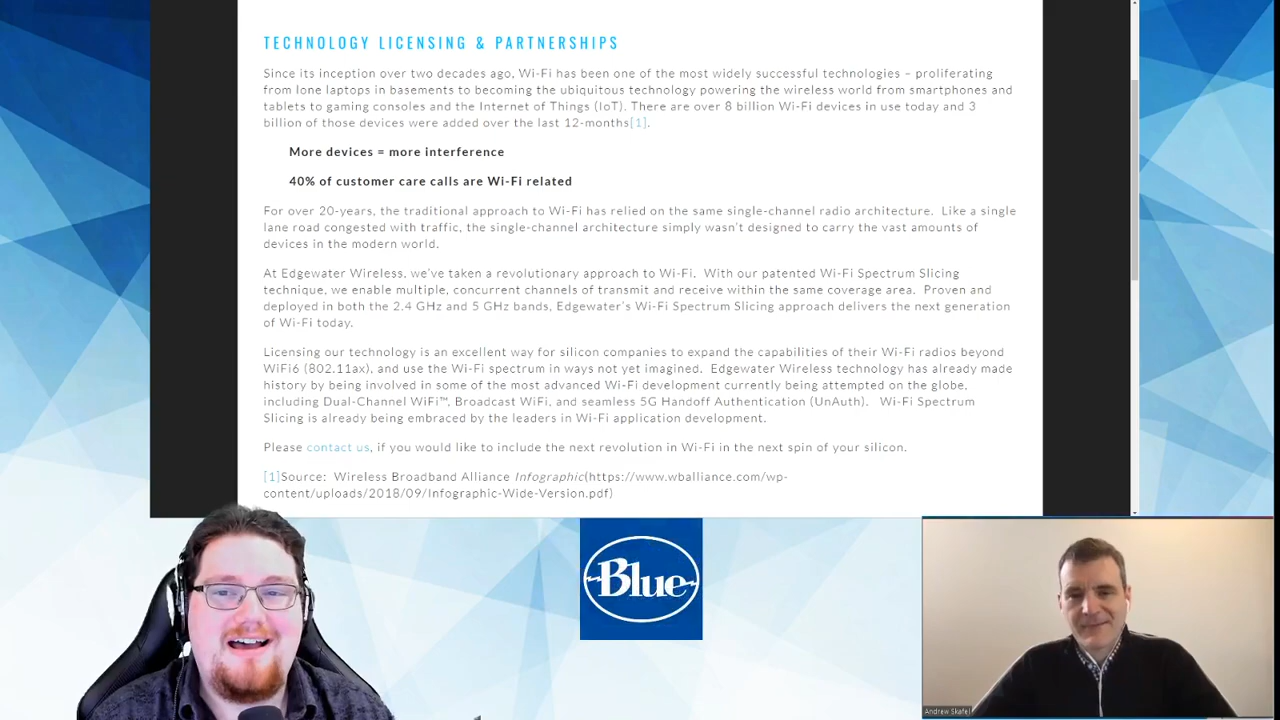 TECHNOLOGY LICENSING & PARTNERSHIPS
Since its inception over two decades ago, Wi-Fi has been one of the most widely successful technologies – proliferating
from lone laptops in basements to becoming the ubiquitous technology powering the wireless world from smartphones and
tablets to gaming consoles and the Internet of Things (IoT). There are over 8 billion Wi-Fi devices in use today and 3
billion of those devices were added over the last 12-months[1].
More devices = more interference
40% of customer care calls are Wi-Fi related
For over 20-years, the traditional approach to Wi-Fi has relied on the same single-channel radio architecture. Like a single
lane road congested with traffic, the single-channel architecture simply wasn't designed to carry the vast amounts of
devices in the modern world.
At Edgewater Wireless, we've taken a revolutionary approach to Wi-Fi. With our patented Wi-Fi Spectrum Slicing
technique, we enable multiple, concurrent channels of transmit and receive within the same coverage area. Proven and
deployed in both the 2.4 GHz and 5 GHz bands, Edgewater's Wi-Fi Spectrum Slicing approach delivers the next generation
of Wi-Fi today.
Licensing our technology is an excellent way for silicon companies to expand the capabilities of their Wi-Fi radios beyond
WiFi6 (802.11ax), and use the Wi-Fi spectrum in ways not yet imagined. Edgewater Wireless technology has already made
history by being involved in some of the most advanced Wi-Fi development currently being attempted on the globe,
including Dual-Channel WiFi™, Broadcast WiFi, and seamless 5G Handoff Authentication (UnAuth). Wi-Fi Spectrum
Slicing is already being embraced by the leaders in Wi-Fi application development.
Please contact us, if you would like to include the next revolution in Wi-Fi in the next spin of your silicon.
[1]Source: Wireless Broadband Alliance Infographic(https://www.wballiance.com/wp-
content/uploads/2018/09/Infographic-Wide-Version.pdf)
Blue
Andrew Skafel